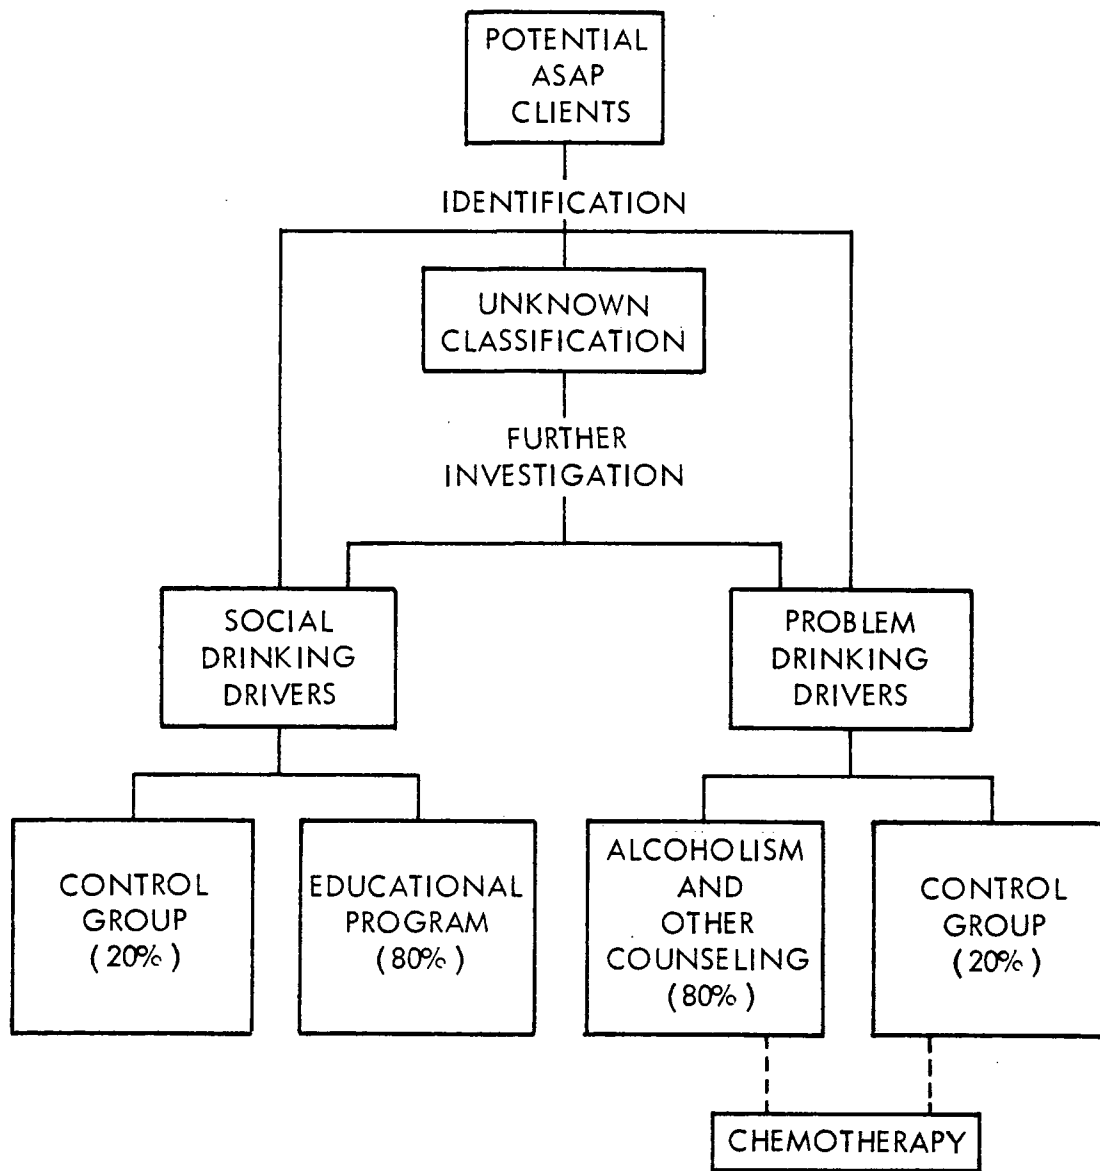 POTENTIAL
ASAP
CLIENTS
IDENTIFICATION
UNKNOWN
CLASSIFICATION
FURTHER
INVESTIGATION
SOCIAL
DRINKING
DRIVERS
PROBLEM
DRINKING
DRIVERS
CONTROL
GROUP
(20%)
EDUCATIONAL
PROGRAM
(80%)
ALCOHOLISM
AND
OTHER
COUNSELING
(80%)
CONTROL
GROUP
(20%)
CHEMOTHERAPY